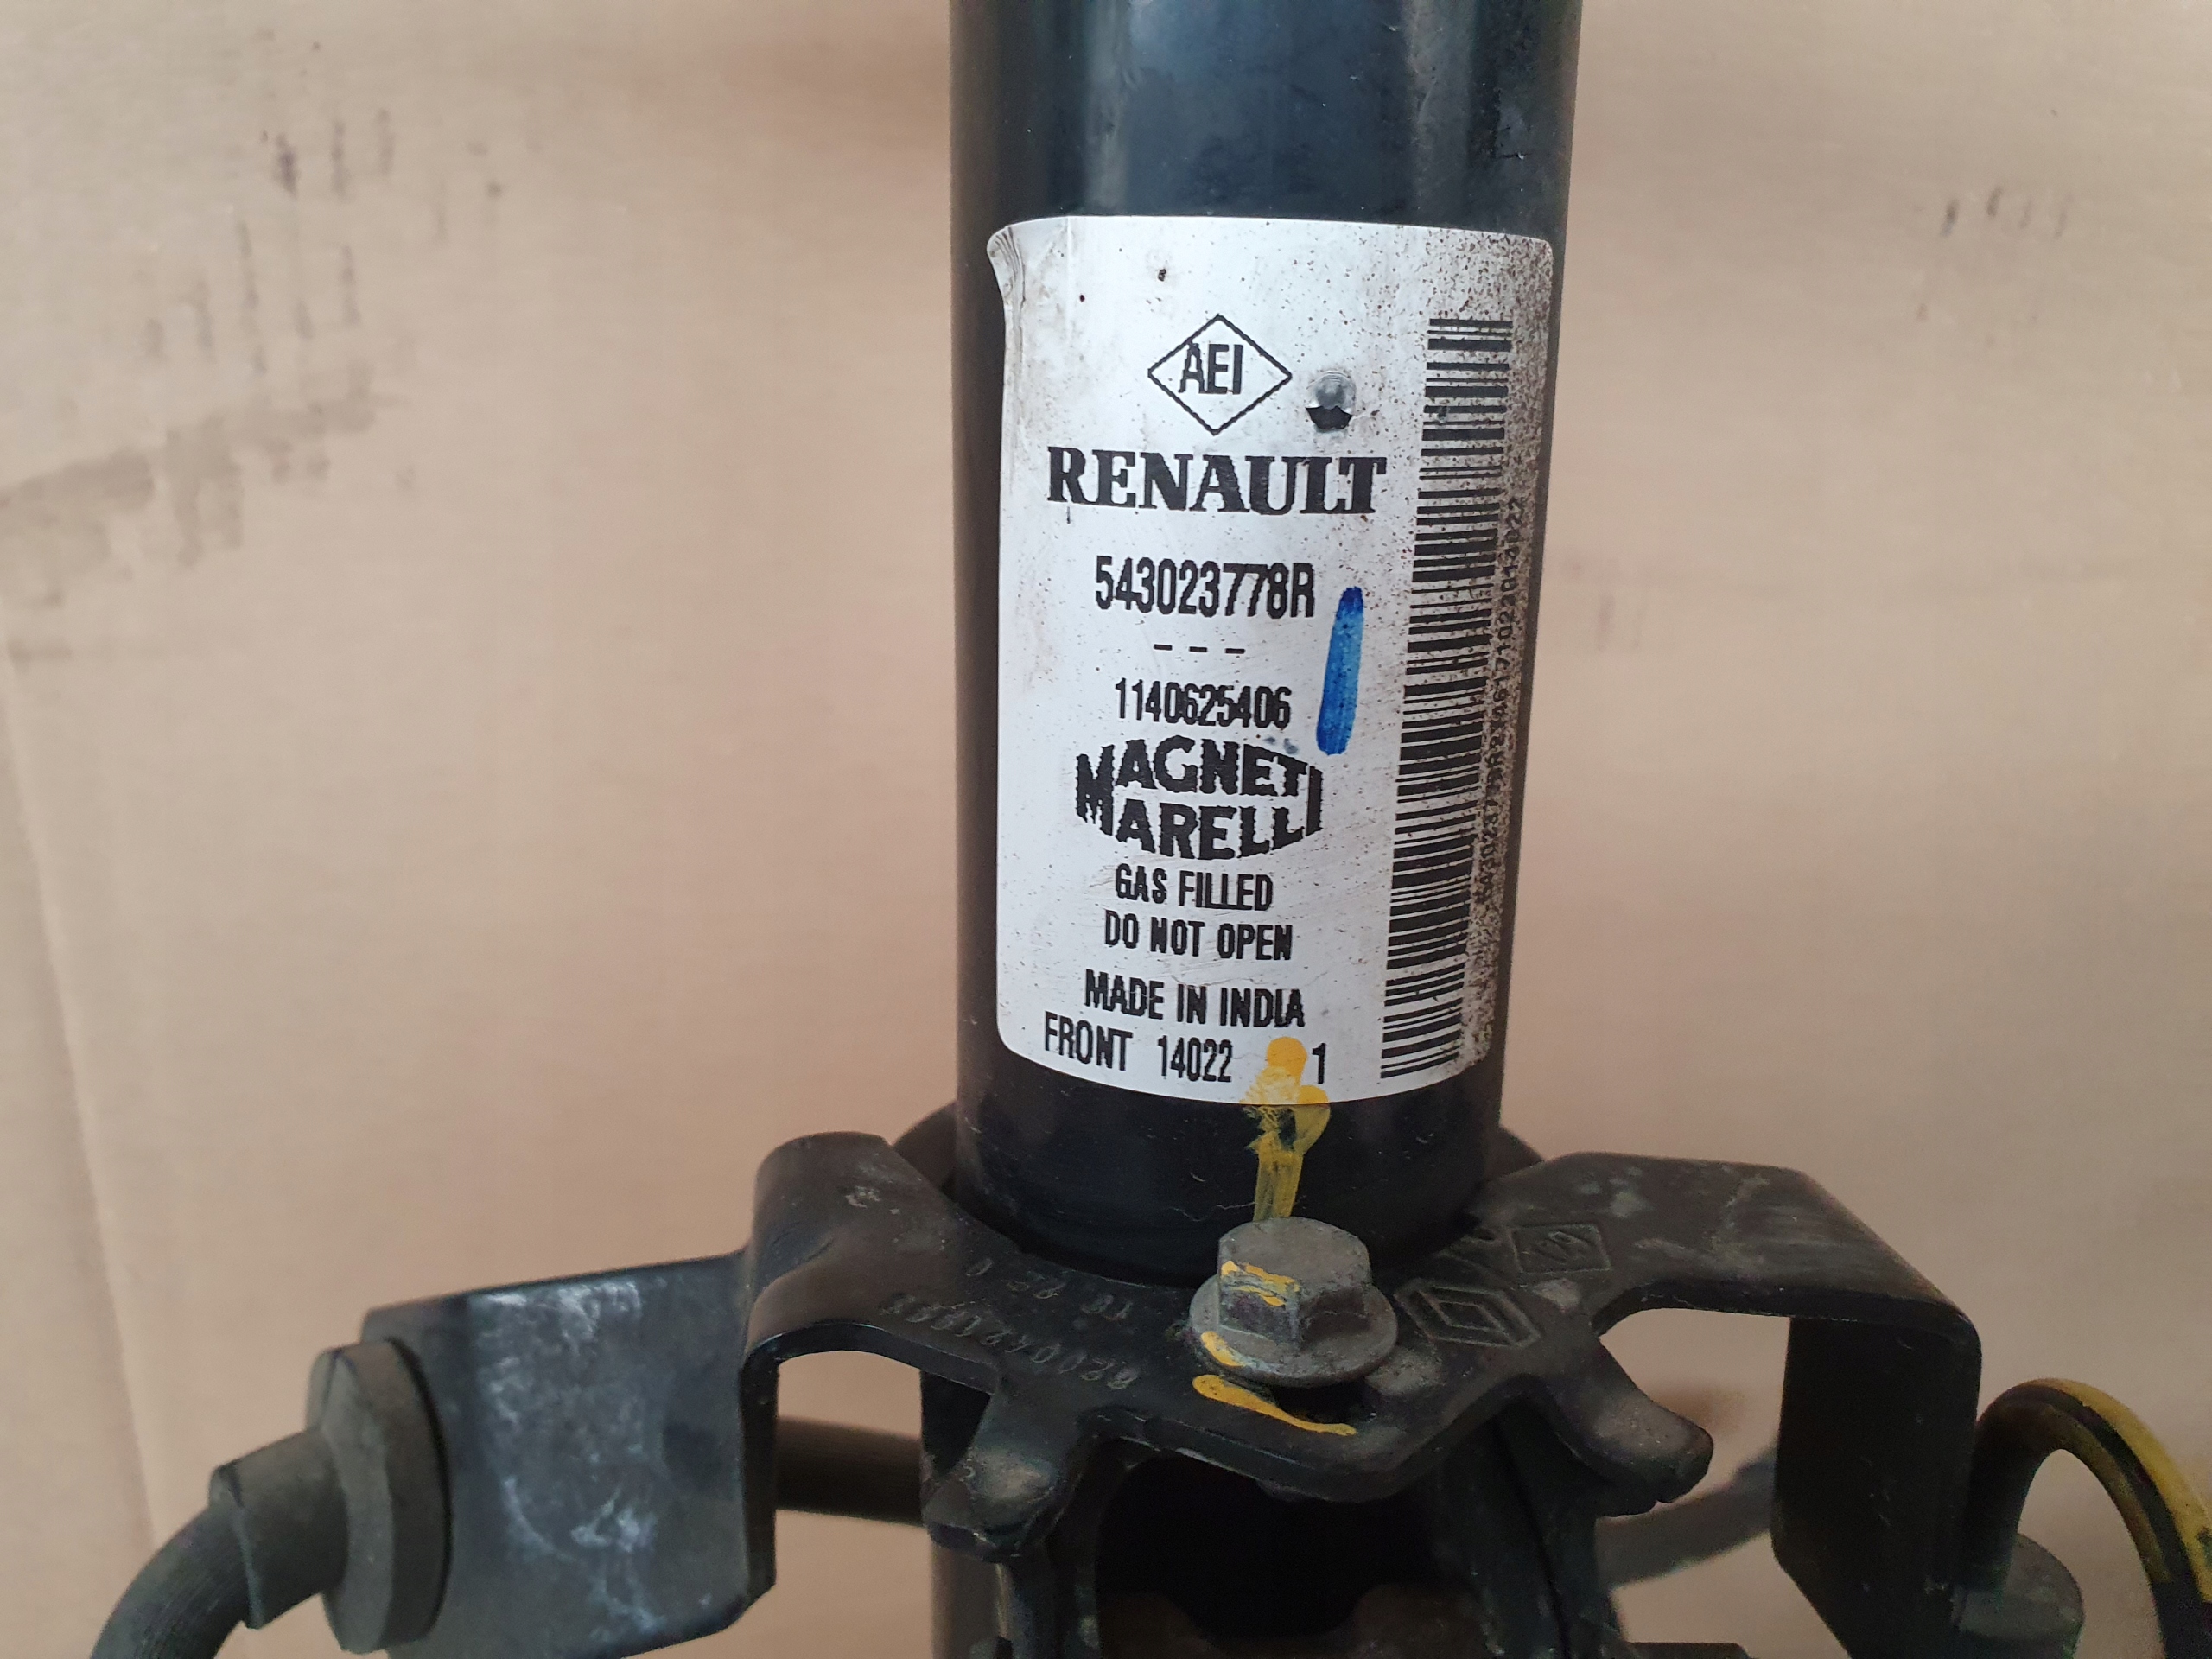 AEI
RENAULT
543023778R
---
1140625406
MAGNETI
MARELLI
GAS FILLED
DO NOT OPEN
MADE IN INDIA
FRONT 14022 1